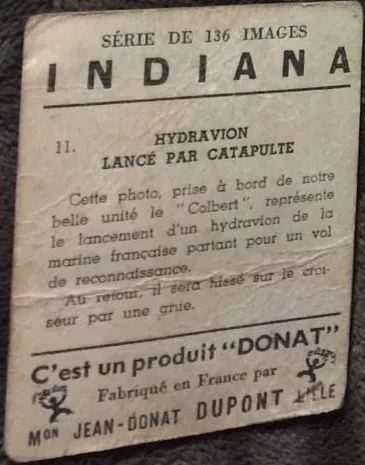 SÉRIE DE 136 IMAGES
INDIANA
11. HYDRAVION
LANCÉ PAR CATAPULTE
Cette photo, prise à bord de notre
belle unité le "Colbert", représente
le lancement d'un hydravion de la
marine française partant pour un vol
de reconnaissance.
Au retour, il sera hissé sur le croi-
seur par une grue.
C'est un produit "DONAT"
Fabriqué en France par
Mon JEAN-DONAT DUPONT LILLE